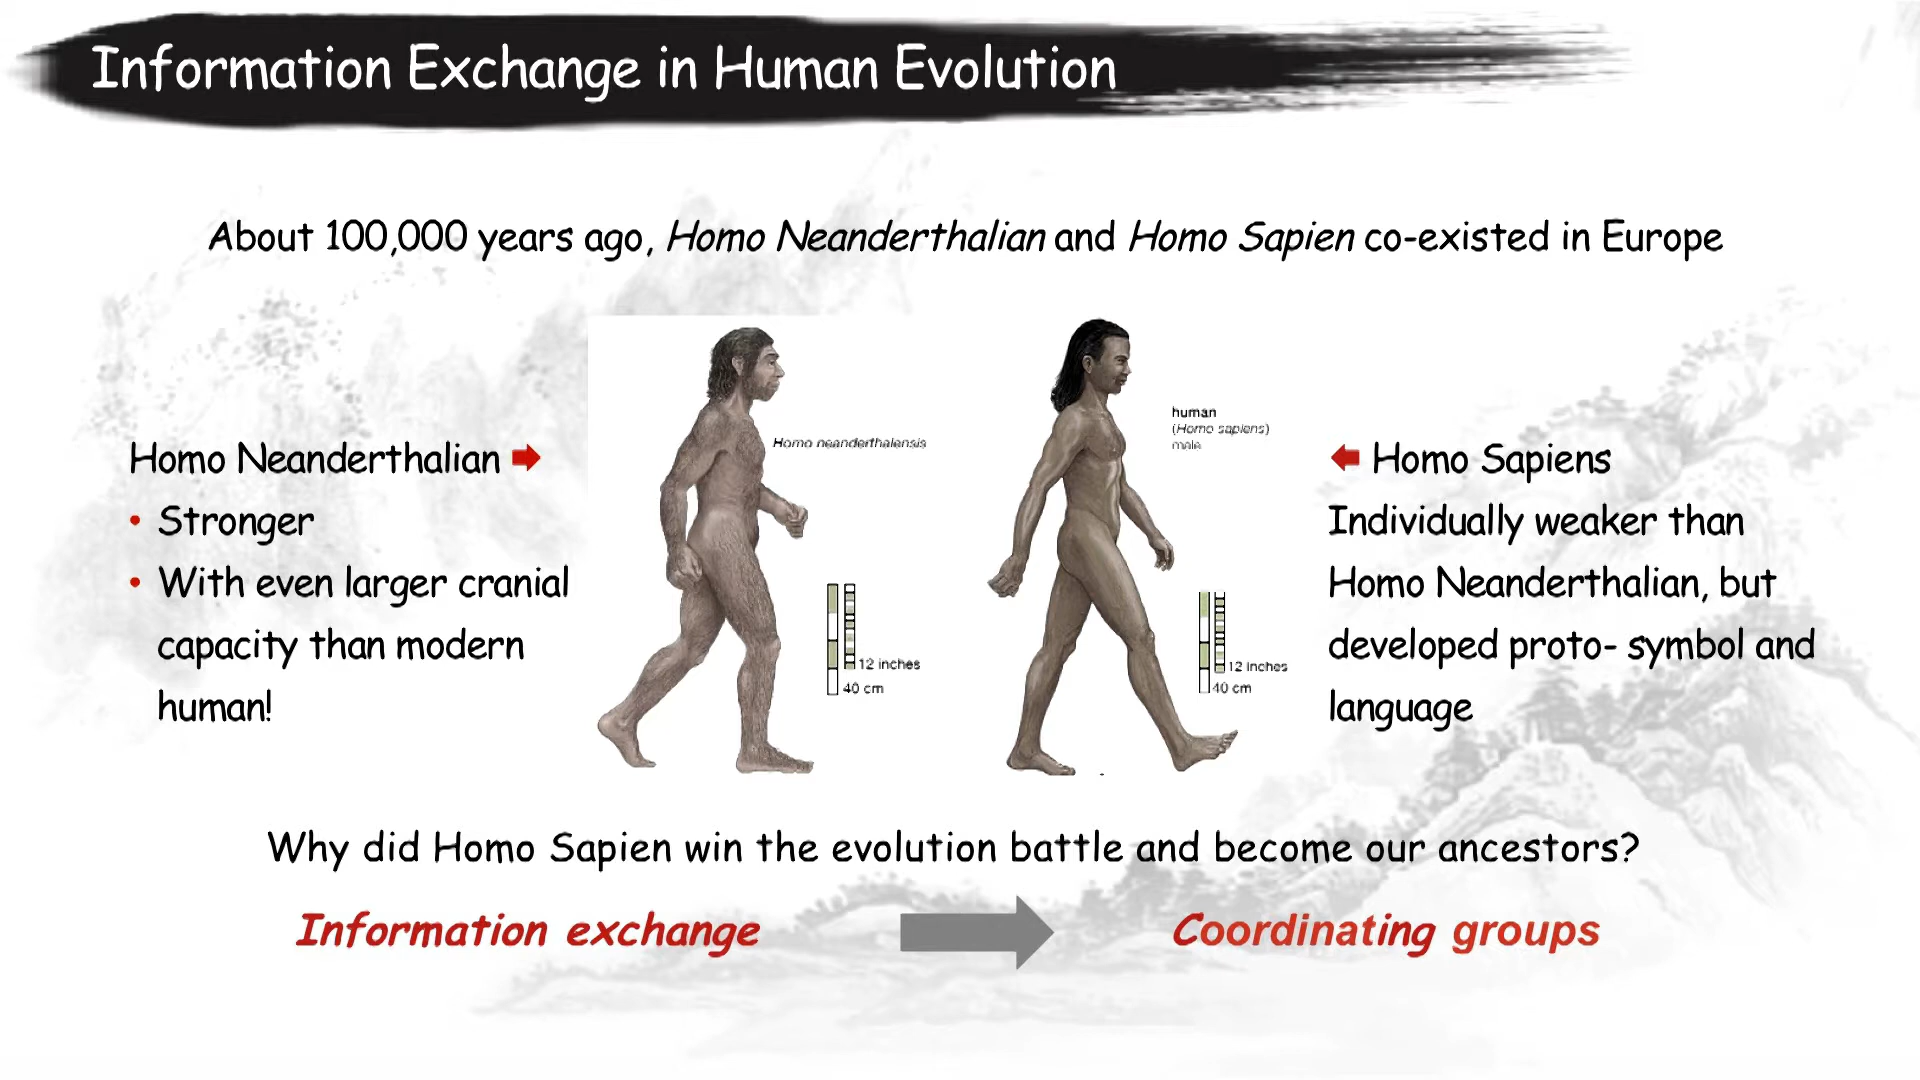 Information Exchange in Human Evolution
About 100,000 years ago, Homo Neanderthalian and Homo Sapien co-existed in Europe
Homo Neanderthalian
• Stronger
• With even larger cranial
capacity than modern
human!
Homo neanderthalensis
12 inches
40 cm
human
(Homo sapiens)
male
12 inches
40 cm
Homo Sapiens
Individually weaker than
Homo Neanderthalian, but
developed proto- symbol and
language
Why did Homo Sapien win the evolution battle and become our ancestors?
Information exchange
Coordinating groups